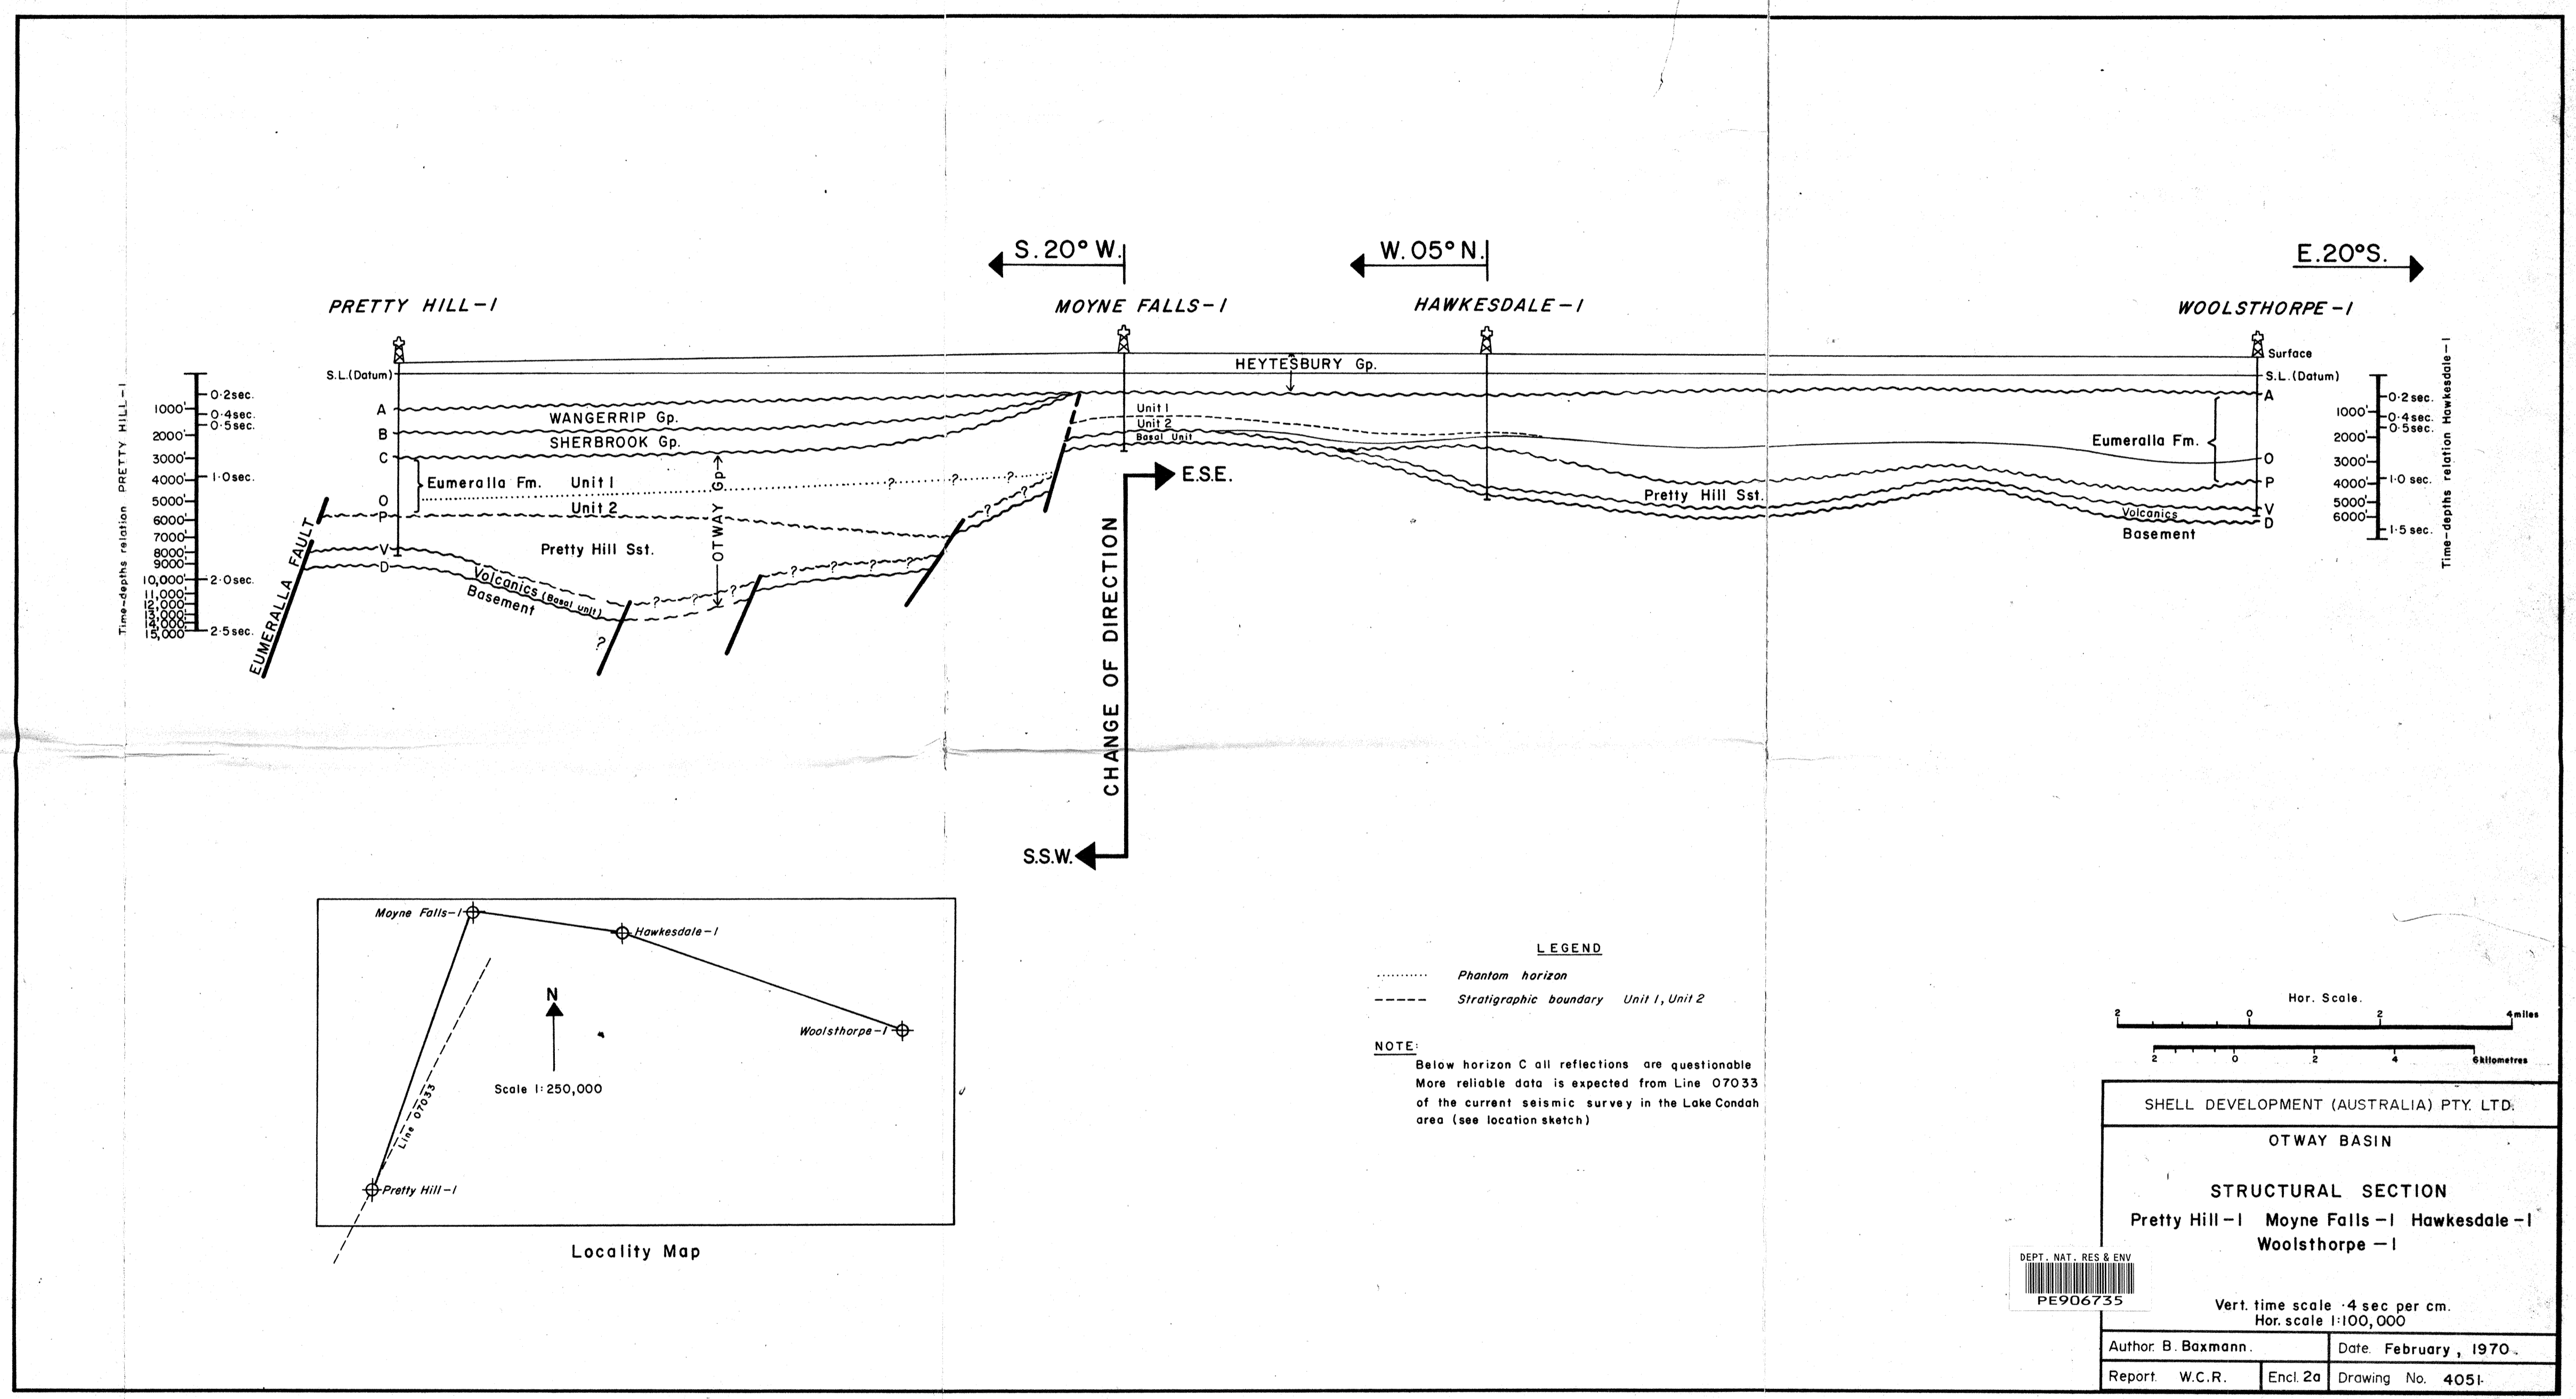 S. 20° W.
W. 05° N.
E. 20° S.
PRETTY HILL-1
MOYNE FALLS-1
HAWKESDALE-1
WOOLSTHORPE-1
Surface
HEYTESBURY Gp.
S.L.(Datum)
S.L.(Datum)
Time-depths relation PRETTY HILL-1
1000'
2000'
3000'
4000'
5000'
6000'
7000'
8000'
9000'
10,000'
11,000'
12,000'
13,000'
14,000'
15,000'
0·2sec.
0·4sec.
0·5sec.
1·0sec.
2·0sec.
2·5sec.
A
B
C
O
P
V
D
WANGERRIP Gp.
SHERBROOK Gp.
Eumeralla Fm. Unit 1
Unit 2
OTWAY Gp
Pretty Hill Sst.
Volcanics (Basal Unit)
Basement
EUMERALLA FAULT
?
?
?
?
?
?
?
?
?
?
?
?
?
Unit 1
Unit 2
Basal Unit
E.S.E.
CHANGE OF DIRECTION
S.S.W.
Pretty Hill Sst.
Eumeralla Fm.
Volcanics
Basement
A
O
P
V
D
1000'
2000'
3000'
4000'
5000'
6000'
0·2sec.
0·4sec.
0·5sec.
1·0 sec.
1·5 sec.
Time-depths relation Hawkesdale-1
Moyne Falls-1
Hawkesdale-1
Woolsthorpe-1
Pretty Hill-1
Line 07033
N
Scale 1:250,000
Locality Map
LEGEND
Phantom horizon
Stratigraphic boundary Unit 1, Unit 2
NOTE:
Below horizon C all reflections are questionable
More reliable data is expected from Line 07033
of the current seismic survey in the Lake Condah
area (see location sketch)
Hor. Scale.
2 0 2 4 miles
2 0 2 4 6 kilometres
SHELL DEVELOPMENT (AUSTRALIA) PTY. LTD.
OTWAY BASIN
STRUCTURAL SECTION
Pretty Hill-1 Moyne Falls-1 Hawkesdale-1
Woolsthorpe-1
DEPT. NAT. RES & ENV
PE906735
Vert. time scale ·4 sec per cm.
Hor. scale 1:100,000
Author: B. Baxmann.
Date. February, 1970.
Report. W.C.R.
Encl. 2a
Drawing No. 4051